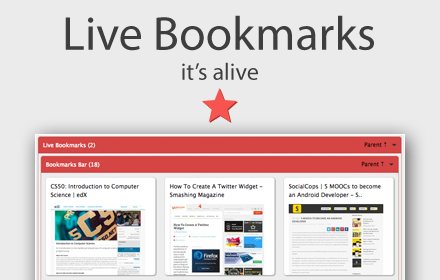 Live Bookmarks
it's alive
Live Bookmarks (2) Parent ↑
Bookmarks Bar (18) Parent ↑
CS50: Introduction to Computer
Science | edX
How To Create A Twitter Widget –
Smashing Magazine
SocialCops | 5 MOOCs to become
an Android Developer – S..
How To Create A
Twitter Widget
Firefox